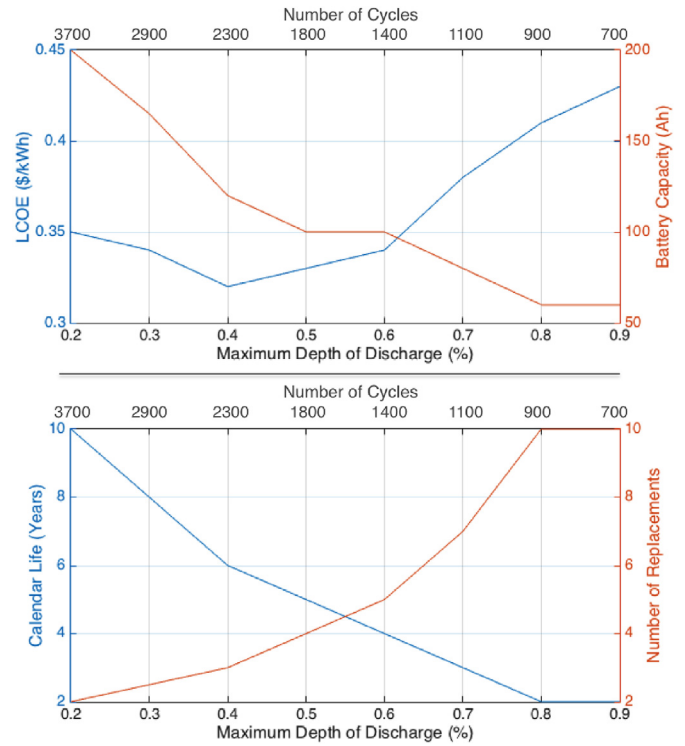 Number of Cycles
3700 2900 2300 1800 1400 1100 900 700
0.45 200
0.4 150
0.35 100
0.3 50
LCOE ($/kWh)
Battery Capacity (Ah)
0.2 0.3 0.4 0.5 0.6 0.7 0.8 0.9
Maximum Depth of Discharge (%)
Number of Cycles
3700 2900 2300 1800 1400 1100 900 700
10 10
8 8
6 6
4 4
2 2
Calendar Life (Years)
Number of Replacements
0.2 0.3 0.4 0.5 0.6 0.7 0.8 0.9
Maximum Depth of Discharge (%)